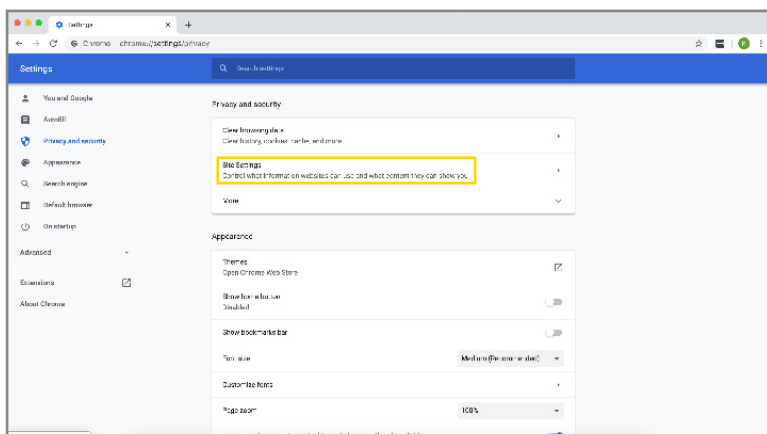 Settings
Chrome chrome://settings/privacy
Settings
Search settings
You and Google
Autofill
Privacy and security
Appearance
Search engine
Default browser
On startup
Advanced
Extensions
About Chrome
Privacy and security
Clear browsing data
Clear history, cookies, cache, and more
Site Settings
Control what information websites can use and what content they can show you
More
Appearance
Themes
Open Chrome Web Store
Show home button
Disabled
Show bookmarks bar
Font size
Medium (Recommended)
Customize fonts
Page zoom
100%